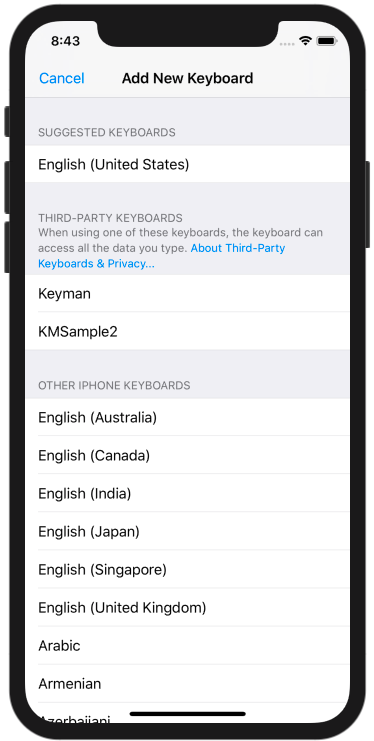 8:43
Cancel
Add New Keyboard
SUGGESTED KEYBOARDS
English (United States)
THIRD-PARTY KEYBOARDS
When using one of these keyboards, the keyboard can
access all the data you type. About Third-Party
Keyboards & Privacy...
Keyman
KMSample2
OTHER IPHONE KEYBOARDS
English (Australia)
English (Canada)
English (India)
English (Japan)
English (Singapore)
English (United Kingdom)
Arabic
Armenian
Azerbaijani